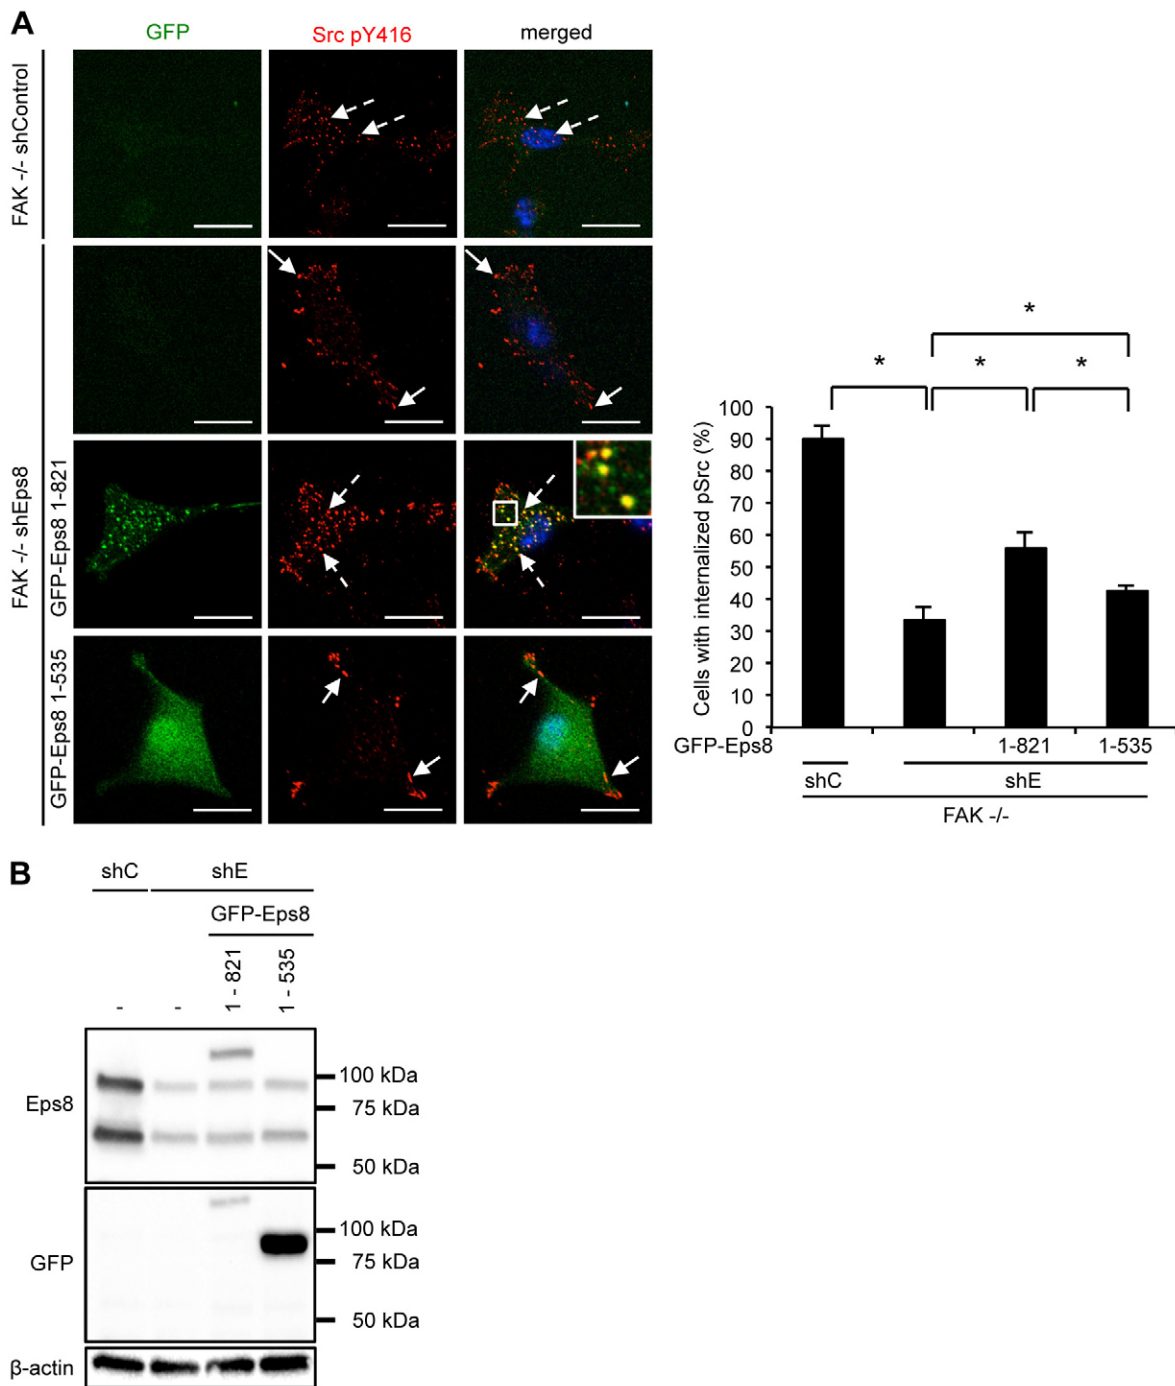 A
GFP
Src pY416
merged
FAK -/- shControl
FAK -/- shEps8
GFP-Eps8 1-821
GFP-Eps8 1-535
*
* * *
Cells with internalized pSrc (%)
100
90
80
70
60
50
40
30
20
10
0
GFP-Eps8 1-821 1-535
shC shE
FAK -/-
B
shC shE
GFP-Eps8
- - 1 - 821 1 - 535
Eps8
100 kDa
75 kDa
50 kDa
GFP
100 kDa
75 kDa
50 kDa
β-actin